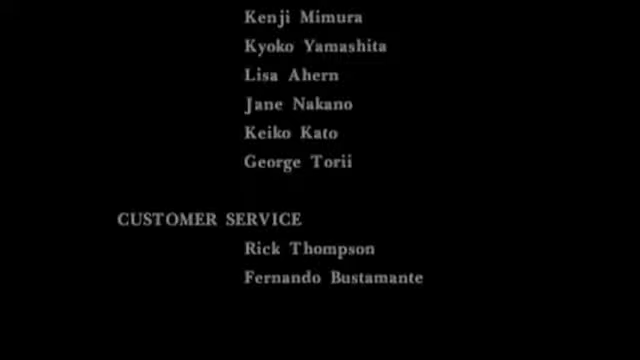 Kenji Mimura
Kyoko Yamashita
Lisa Ahern
Jane Nakano
Keiko Kato
George Torii
CUSTOMER SERVICE
Rick Thompson
Fernando Bustamante